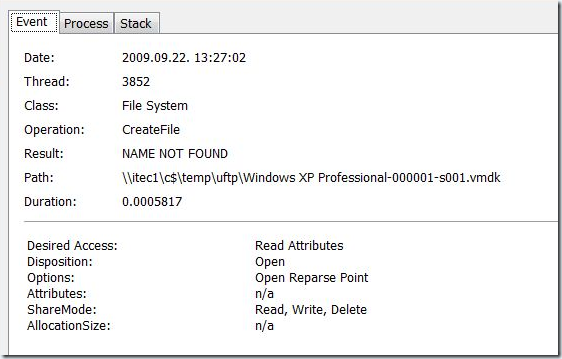 Event Process Stack
Date: 2009.09.22. 13:27:02
Thread: 3852
Class: File System
Operation: CreateFile
Result: NAME NOT FOUND
Path: \\itec1\c$\temp\uftp\Windows XP Professional-000001-s001.vmdk
Duration: 0.0005817
Desired Access: Read Attributes
Disposition: Open
Options: Open Reparse Point
Attributes: n/a
ShareMode: Read, Write, Delete
AllocationSize: n/a